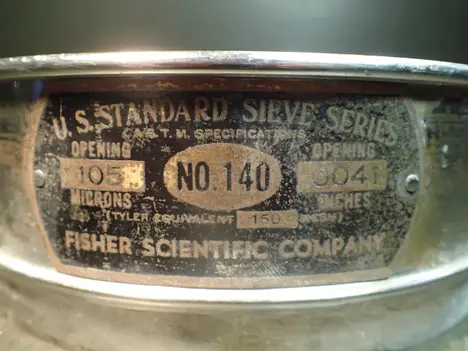 U.S. STANDARD SIEVE SERIES
A.S.T.M. SPECIFICATIONS
OPENING OPENING
105 NO. 140 .0041
MICRONS INCHES
(TYLER EQUIVALENT 150 MESH)
FISHER SCIENTIFIC COMPANY